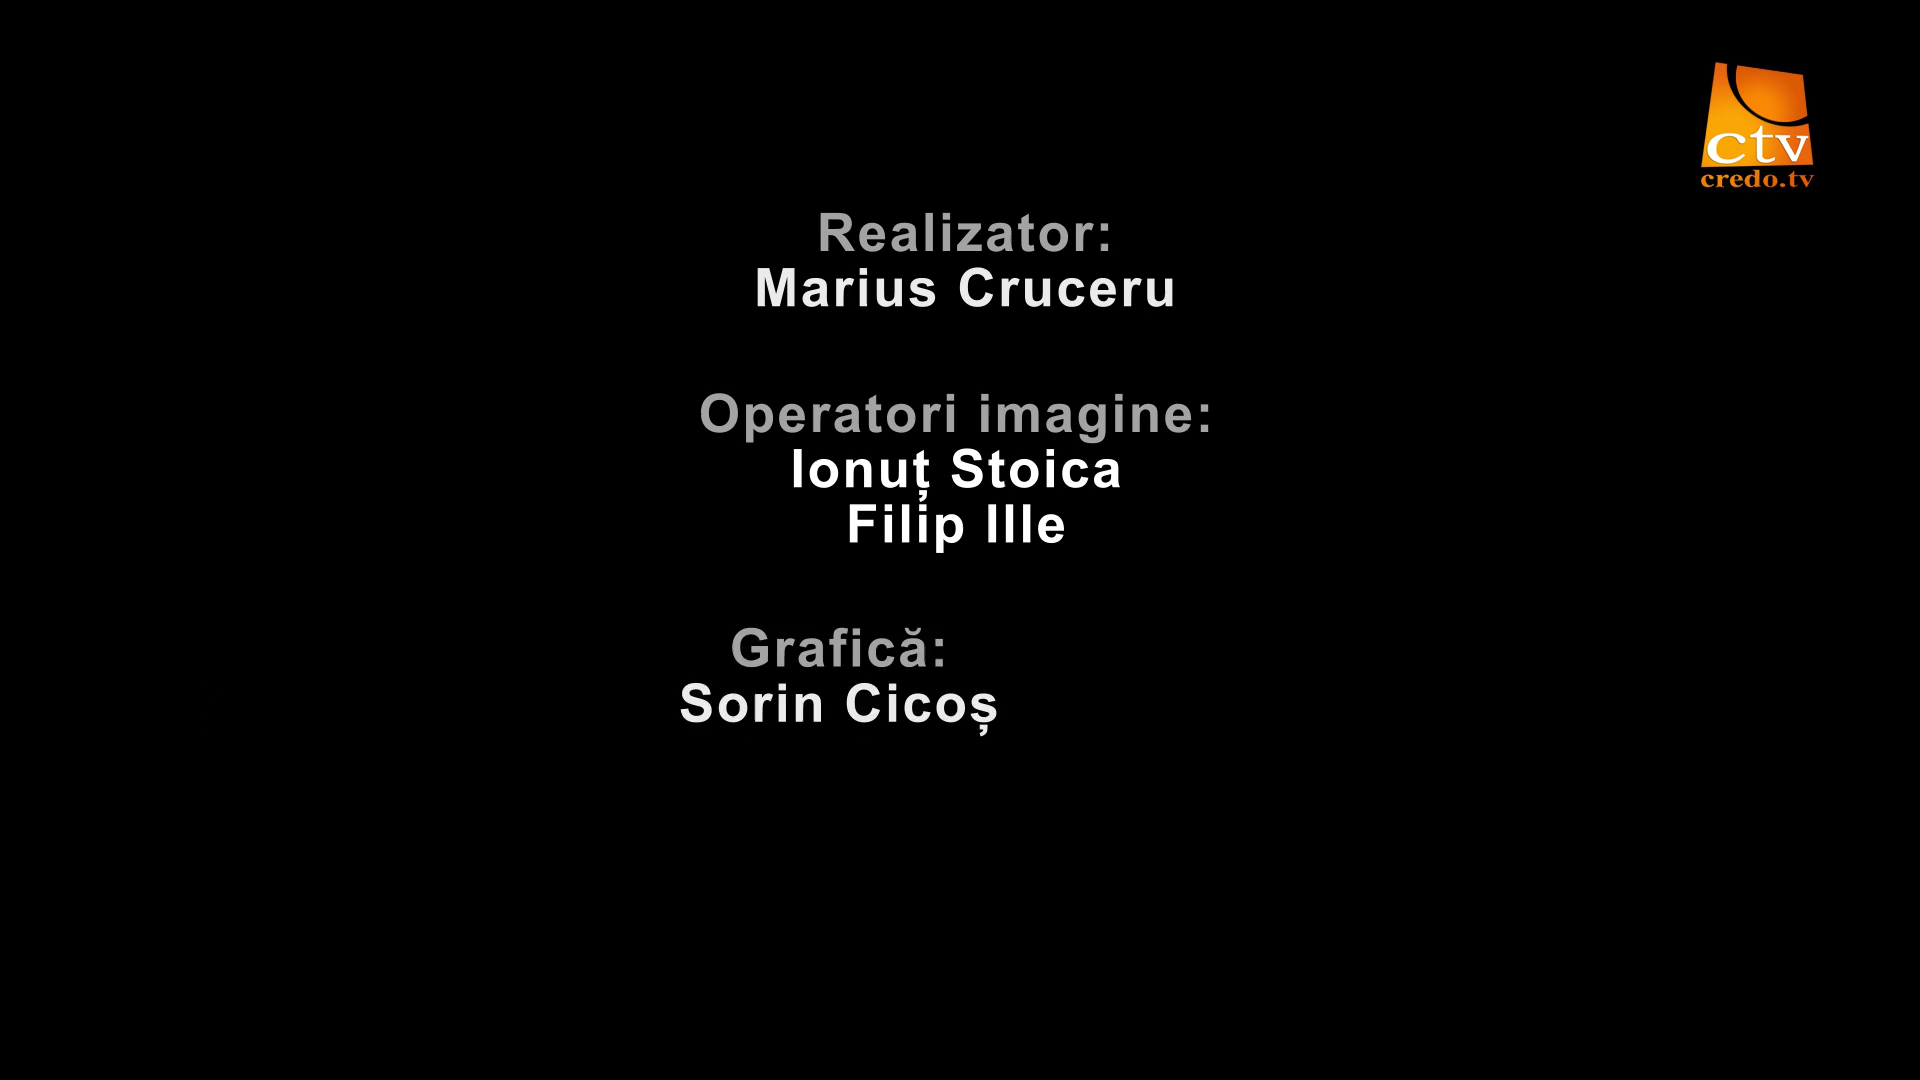 ctv
credo.tv
Realizator:
Marius Cruceru
Operatori imagine:
Ionuț Stoica
Filip Ille
Grafică:
Sorin Cicoș